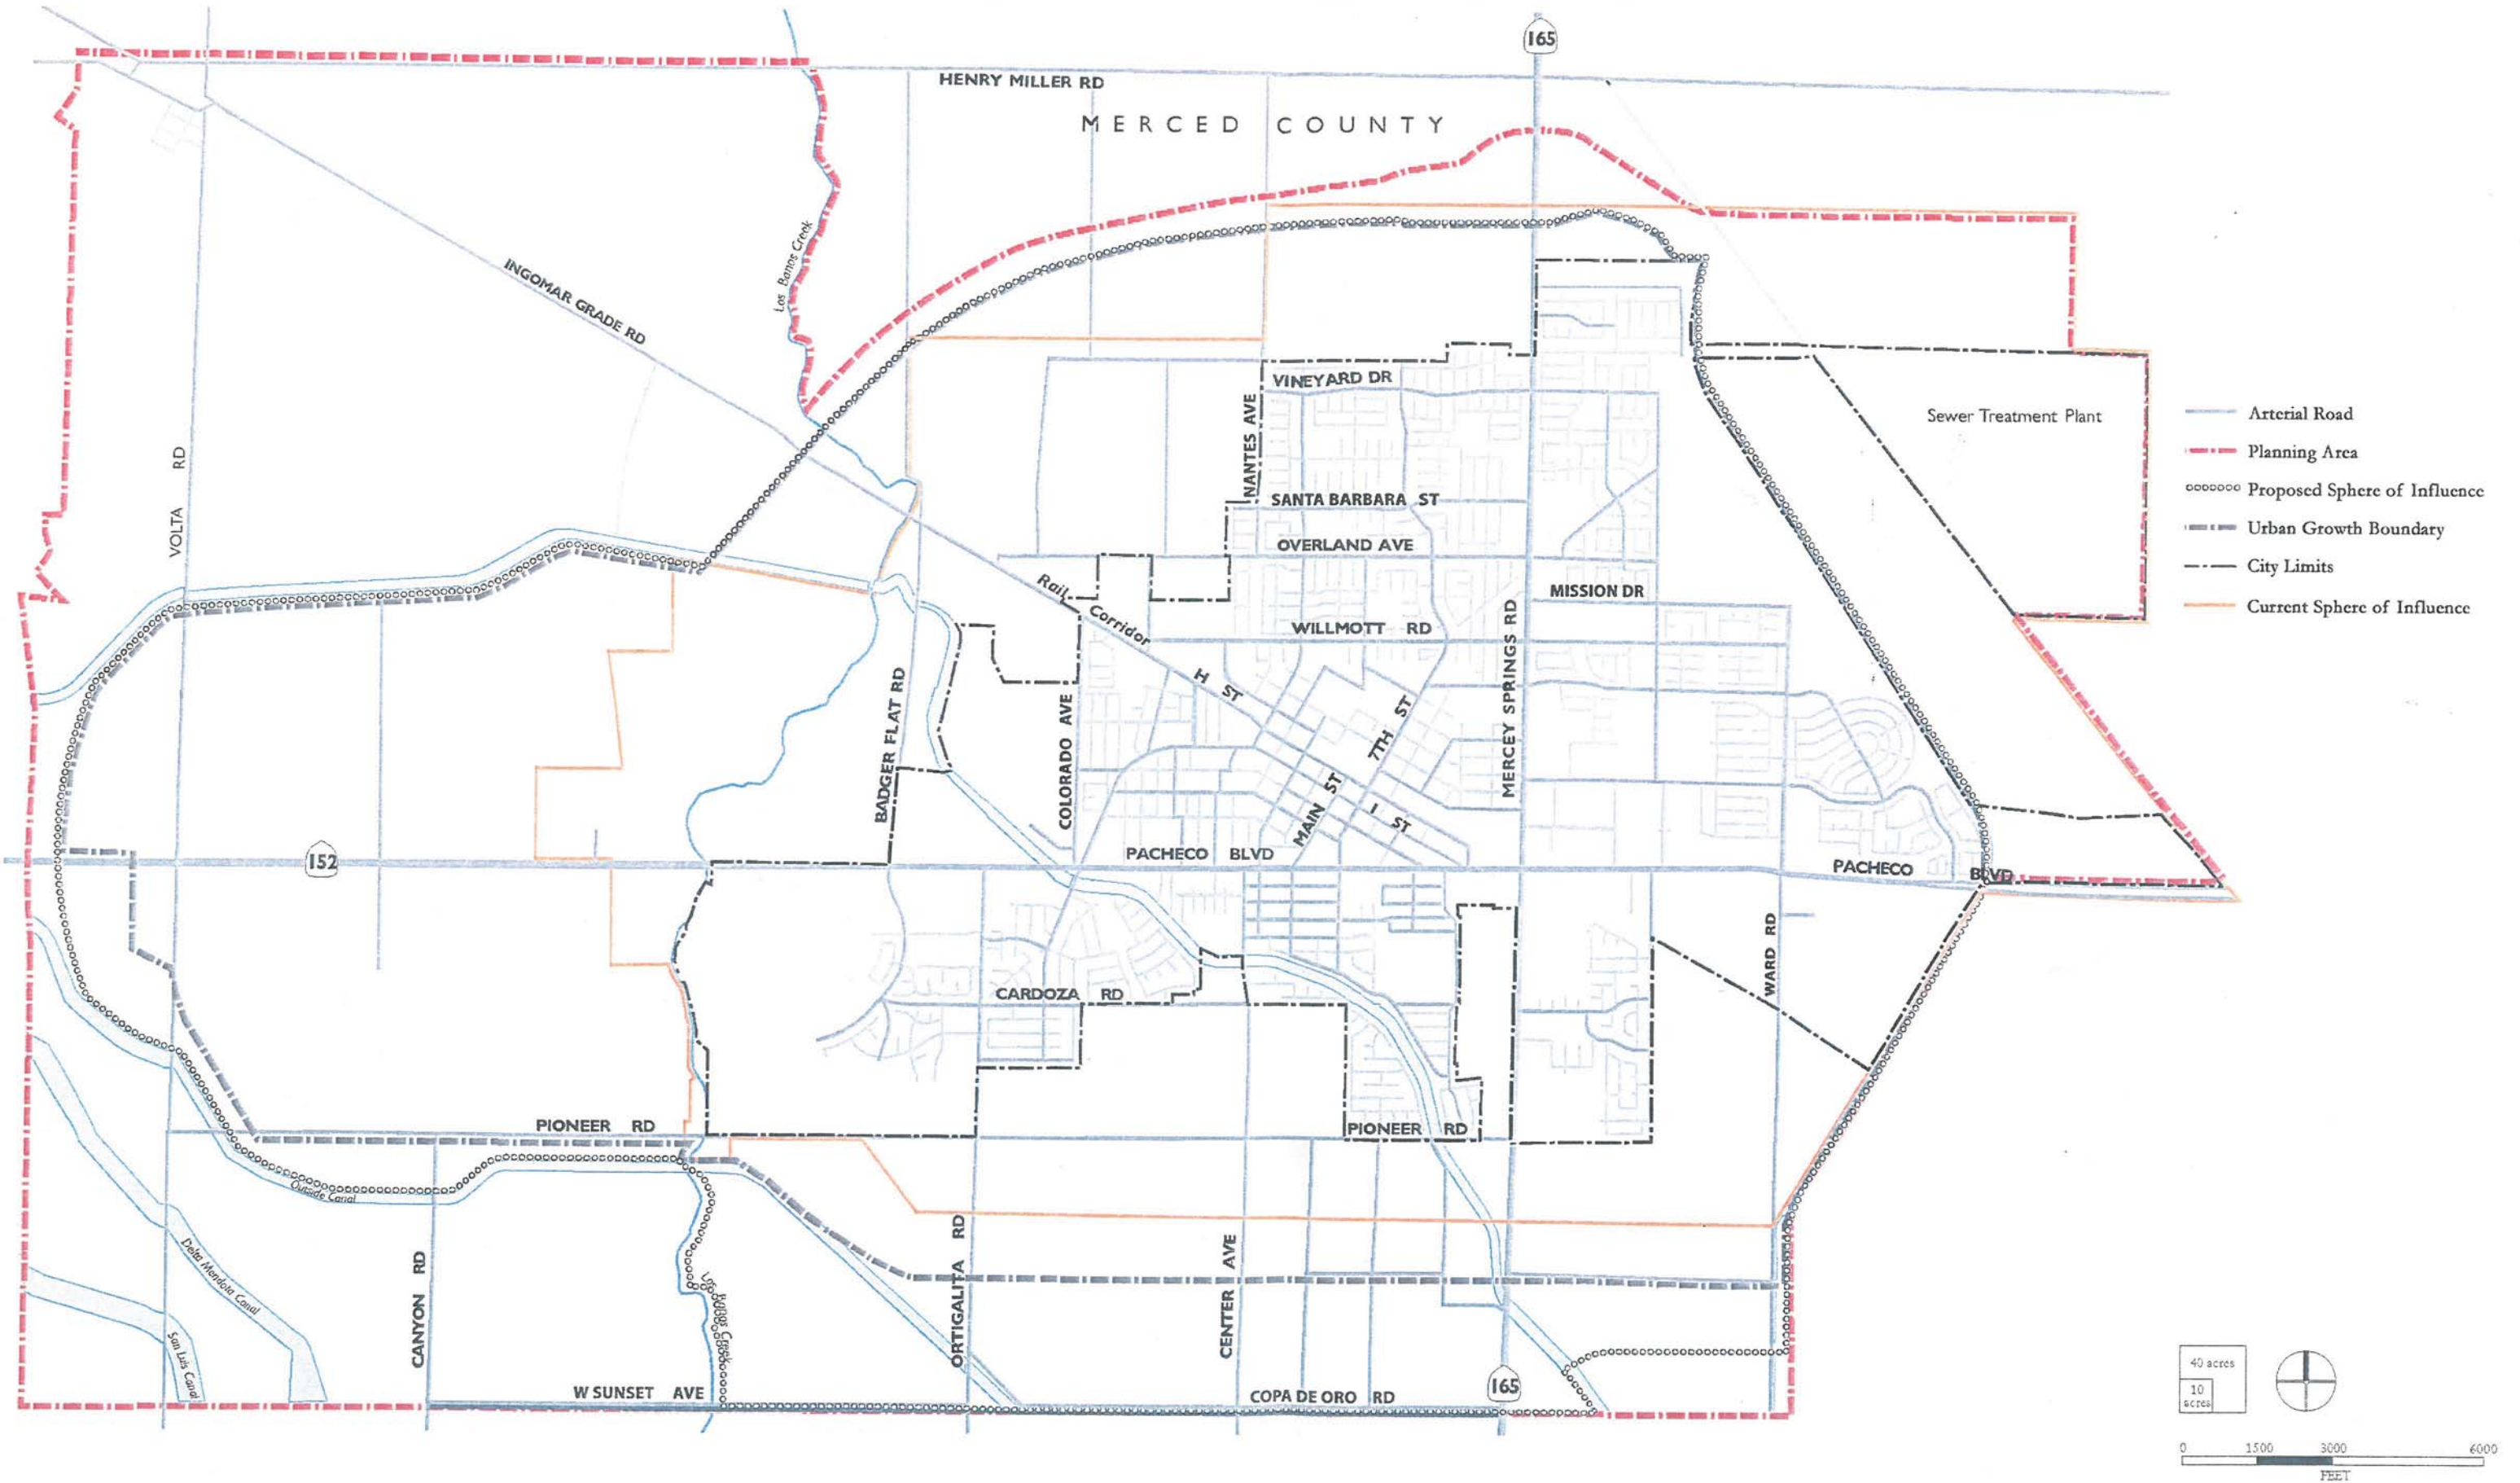 165
HENRY MILLER RD
MERCED COUNTY
Los Banos Creek
INGOMAR GRADE RD
VINEYARD DR
NANTES AVE
Sewer Treatment Plant
Arterial Road
Planning Area
Proposed Sphere of Influence
Urban Growth Boundary
City Limits
Current Sphere of Influence
VOLTA RD
SANTA BARBARA ST
OVERLAND AVE
Rail Corridor
MISSION DR
WILLMOTT RD
MERCEY SPRINGS RD
H ST
7TH ST
BADGER FLAT RD
COLORADO AVE
MAIN ST
I ST
152
PACHECO BLVD
PACHECO BLVD
WARD RD
CARDOZA RD
PIONEER RD
PIONEER RD
Outside Canal
Delta Mendota Canal
San Luis Canal
CANYON RD
Los Banos Creek
ORTIGALITA RD
CENTER AVE
W SUNSET AVE
COPA DE ORO RD
165
40 acres
10
acres
0 1500 3000 6000
FEET